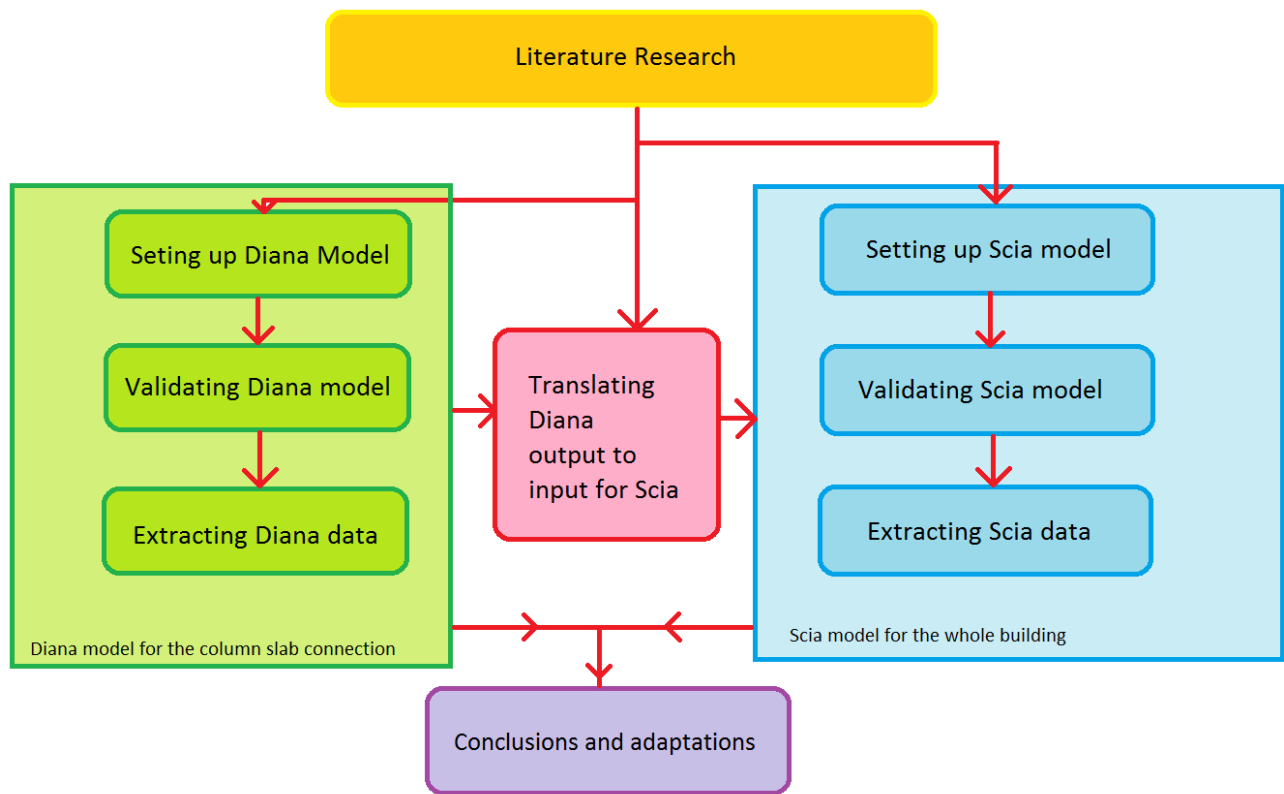 Literature Research
Seting up Diana Model
Validating Diana model
Extracting Diana data
Diana model for the column slab connection
Translating
Diana
output to
input for Scia
Setting up Scia model
Validating Scia model
Extracting Scia data
Scia model for the whole building
Conclusions and adaptations